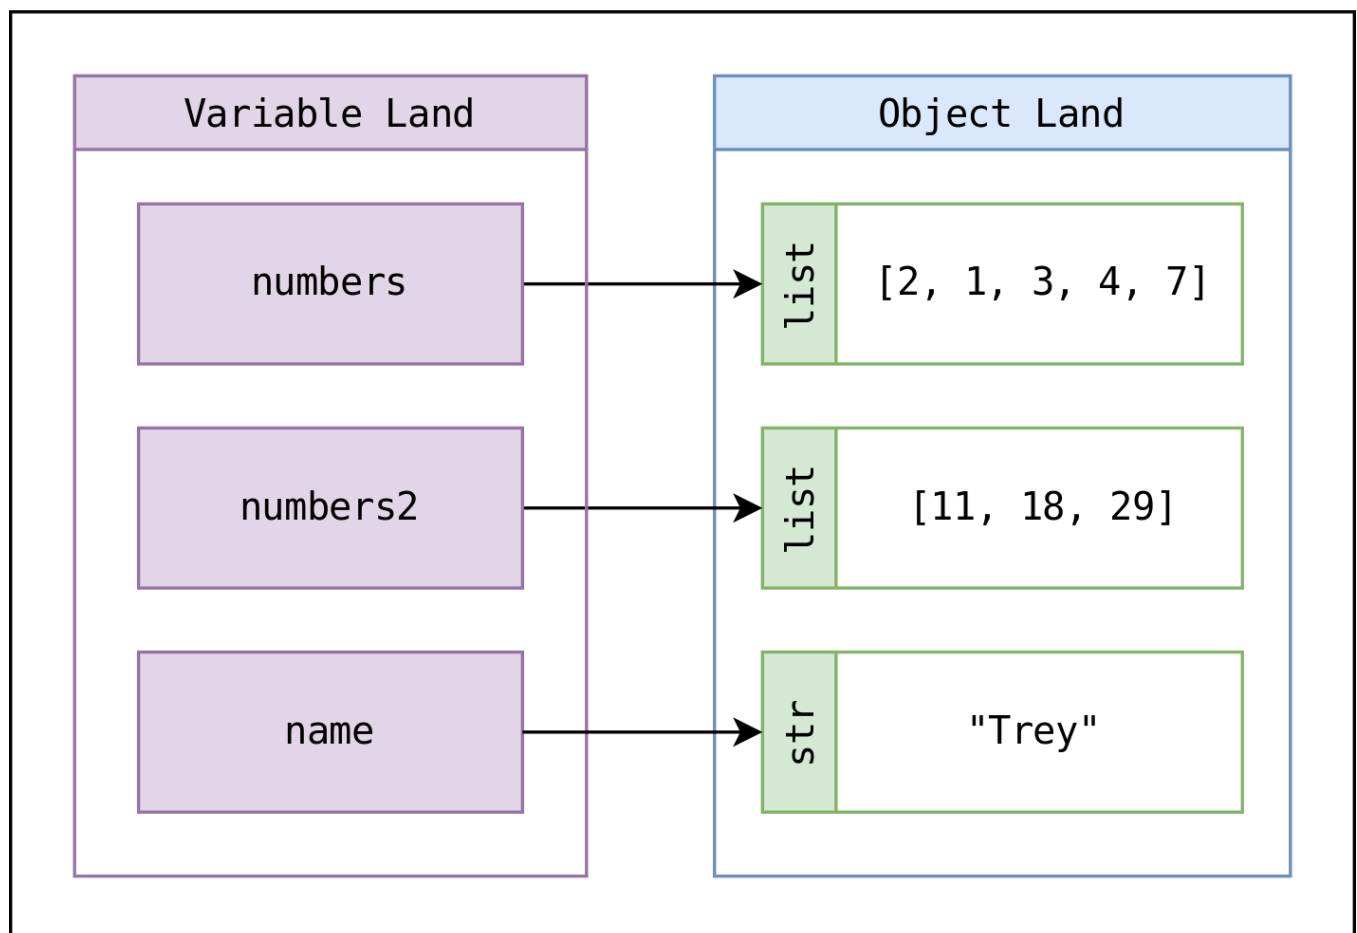 Variable Land
Object Land
numbers
list
[2, 1, 3, 4, 7]
numbers2
list
[11, 18, 29]
name
str
"Trey"